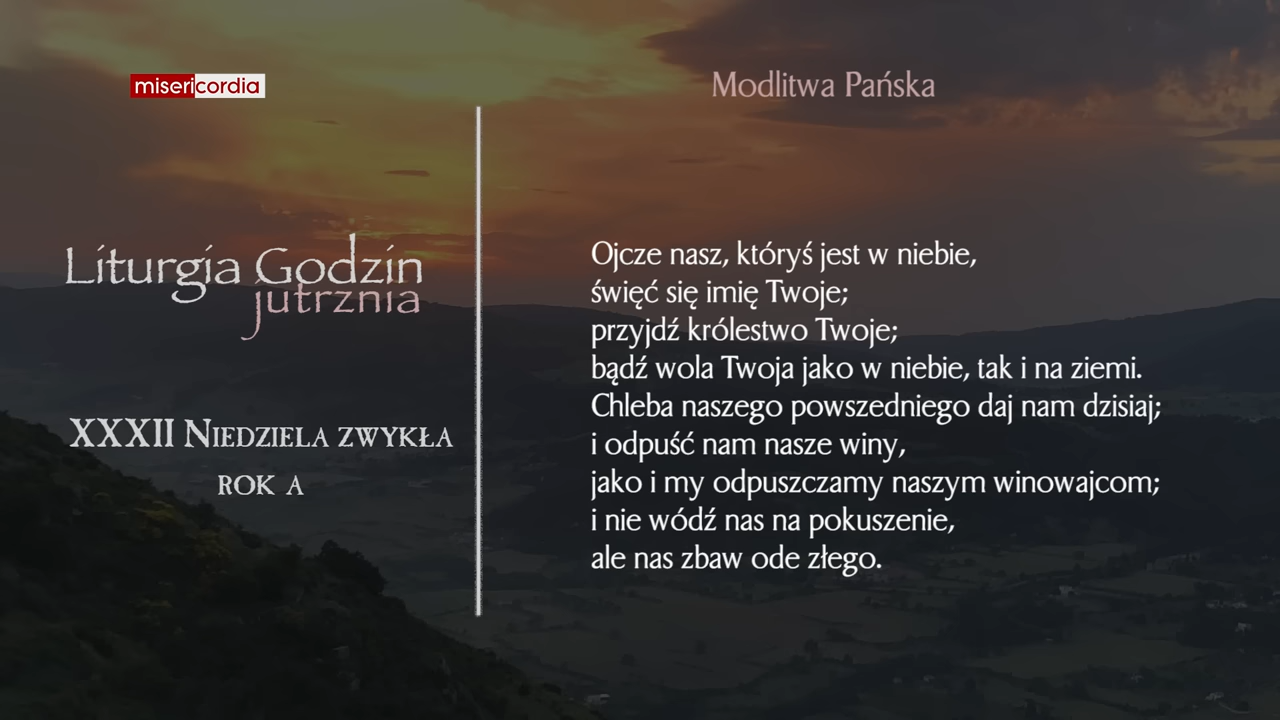 misericordia
Liturgia Godzin
jutrznia
XXXII Niedziela zwykła
rok A
Modlitwa Pańska
Ojcze nasz, któryś jest w niebie,
święć się imię Twoje;
przyjdź królestwo Twoje;
bądź wola Twoja jako w niebie, tak i na ziemi.
Chleba naszego powszedniego daj nam dzisiaj;
i odpuść nam nasze winy,
jako i my odpuszczamy naszym winowajcom;
i nie wódź nas na pokuszenie,
ale nas zbaw ode złego.